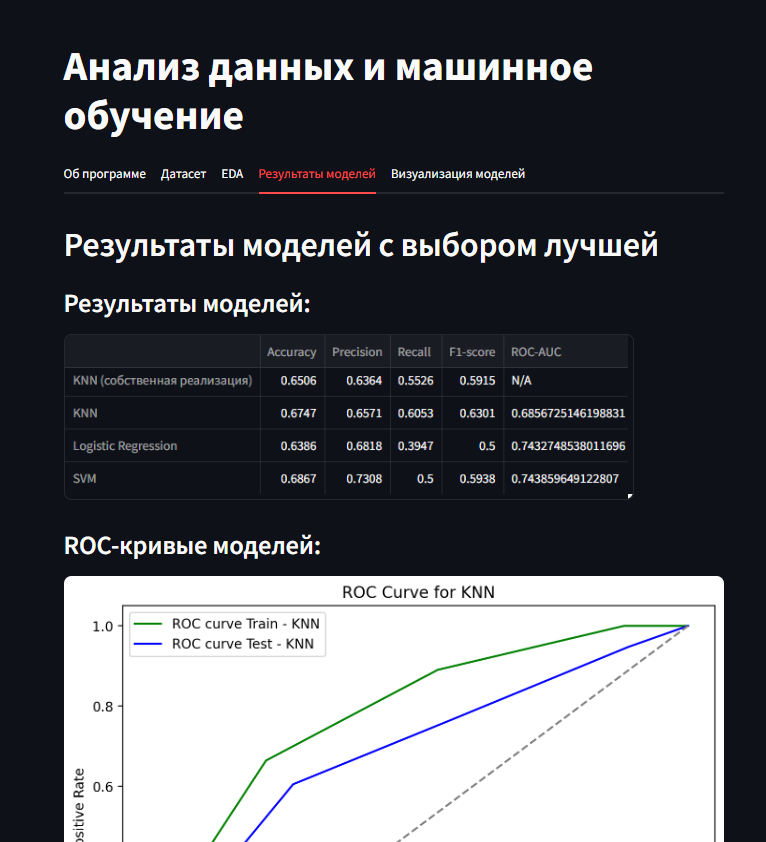 Анализ данных и машинное
обучение
Об программе Датасет EDA Результаты моделей Визуализация моделей
Результаты моделей с выбором лучшей
Результаты моделей:
Accuracy Precision Recall F1-score ROC-AUC
KNN (собственная реализация) 0.6506 0.6364 0.5526 0.5915 N/A
KNN 0.6747 0.6571 0.6053 0.6301 0.6856725146198831
Logistic Regression 0.6386 0.6818 0.3947 0.5 0.7432748538011696
SVM 0.6867 0.7308 0.5 0.5938 0.743859649122807
ROC-кривые моделей:
ROC Curve for KNN
ROC curve Train - KNN
ROC curve Test - KNN
1.0
0.8
0.6
ositive Rate